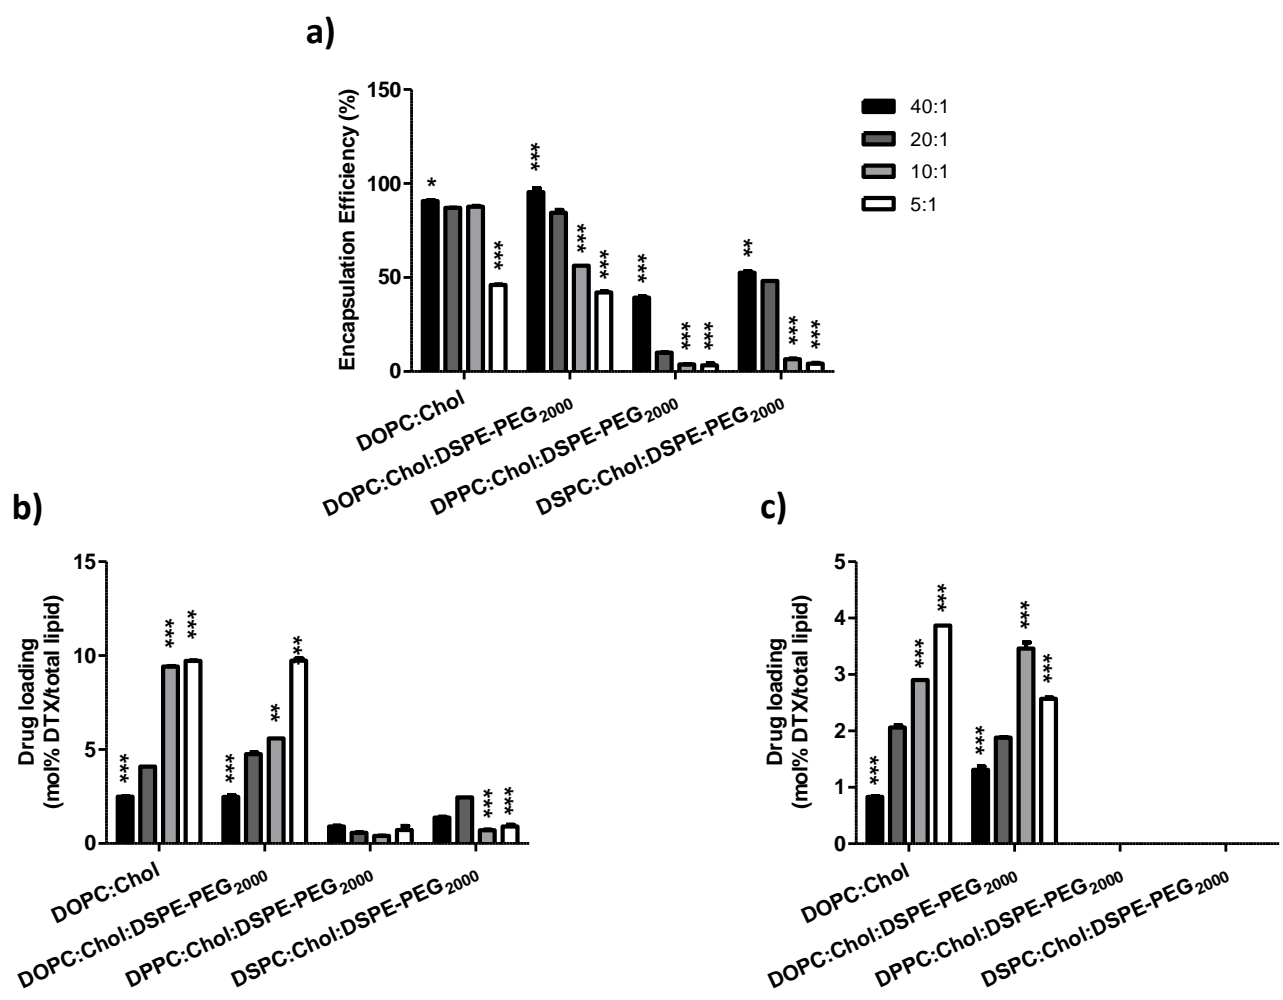 a)
Encapsulation Efficiency (%)
150
100
50
0
*
***
***
***
***
***
***
***
**
***
***
DOPC:Chol
DOPC:Chol:DSPE-PEG2000
DPPC:Chol:DSPE-PEG2000
DSPC:Chol:DSPE-PEG2000
40:1
20:1
10:1
5:1
b)
Drug loading
(mol% DTX/total lipid)
15
10
5
0
***
***
***
***
**
**
***
***
DOPC:Chol
DOPC:Chol:DSPE-PEG2000
DPPC:Chol:DSPE-PEG2000
DSPC:Chol:DSPE-PEG2000
c)
Drug loading
(mol% DTX/total lipid)
5
4
3
2
1
0
***
***
***
***
***
***
DOPC:Chol
DOPC:Chol:DSPE-PEG2000
DPPC:Chol:DSPE-PEG2000
DSPC:Chol:DSPE-PEG2000